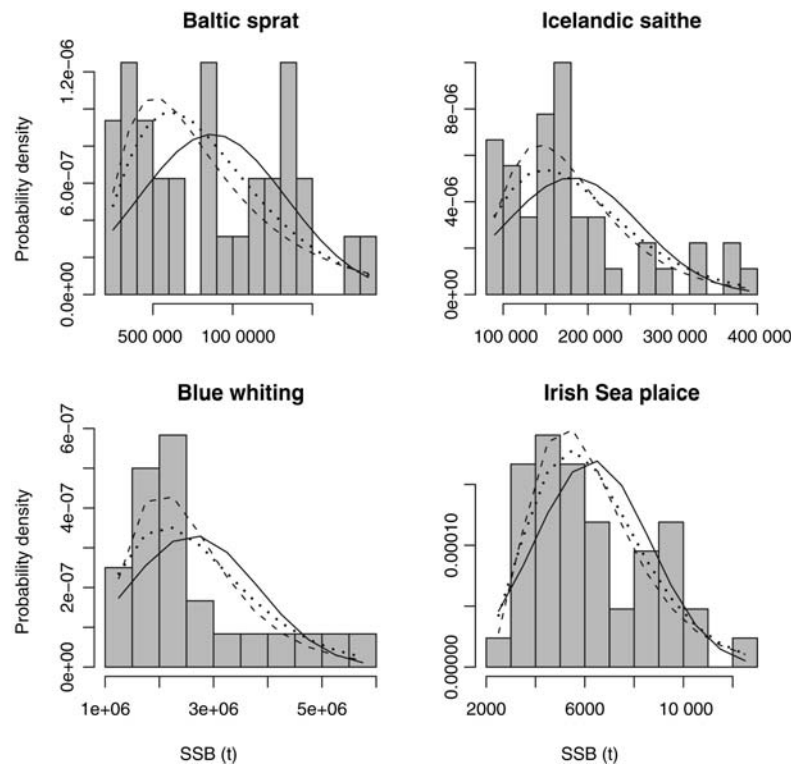 Baltic sprat
Icelandic saithe
Probability density
1.2e-06
6.0e-07
0.0e+00
500 000
100 0000
8e-06
4e-06
0e+00
100 000
200 000
300 000
400 000
Blue whiting
Irish Sea plaice
Probability density
6e-07
4e-07
2e-07
0e+00
1e+06
3e+06
5e+06
SSB (t)
0.00010
0.00000
2000
6000
10 000
SSB (t)